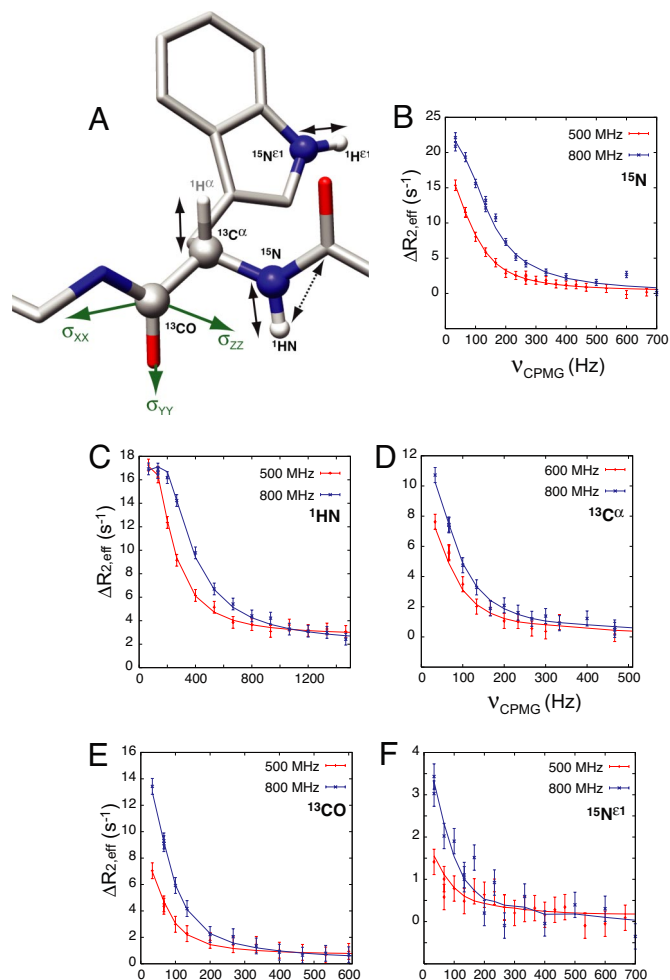 A
15Nε1
1Hε1
1Hα
13Cα
15N
13CO
1HN
σXX
σZZ
σYY
B
500 MHz
800 MHz
15N
25
20
15
10
5
0
ΔR2,eff (s-1)
0 100 200 300 400 500 600 700
νCPMG (Hz)
C
500 MHz
800 MHz
1HN
18
16
14
12
10
8
6
4
2
0
ΔR2,eff (s-1)
0 400 800 1200
D
600 MHz
800 MHz
13Cα
12
10
8
6
4
2
0
0 100 200 300 400 500
νCPMG (Hz)
E
500 MHz
800 MHz
13CO
16
14
12
10
8
6
4
2
0
ΔR2,eff (s-1)
0 100 200 300 400 500 600
F
500 MHz
800 MHz
15Nε1
5
4
3
2
1
0
0 100 200 300 400 500 600 700